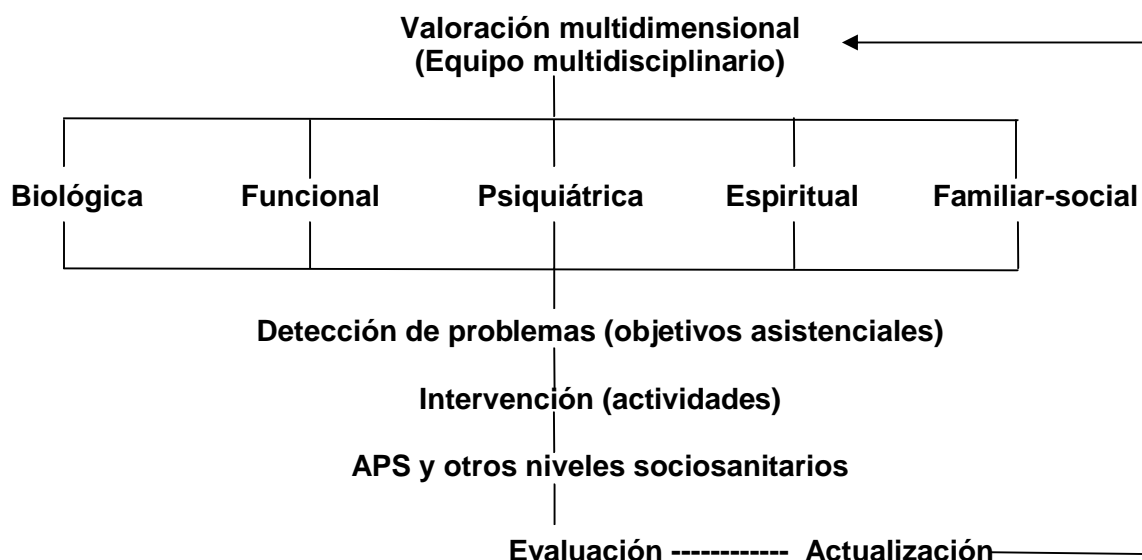 Valoración multidimensional
(Equipo multidisciplinario)
Biológica Funcional Psiquiátrica Espiritual Familiar-social
Detección de problemas (objetivos asistenciales)
Intervención (actividades)
APS y otros niveles sociosanitarios
Evaluación ------------ Actualización